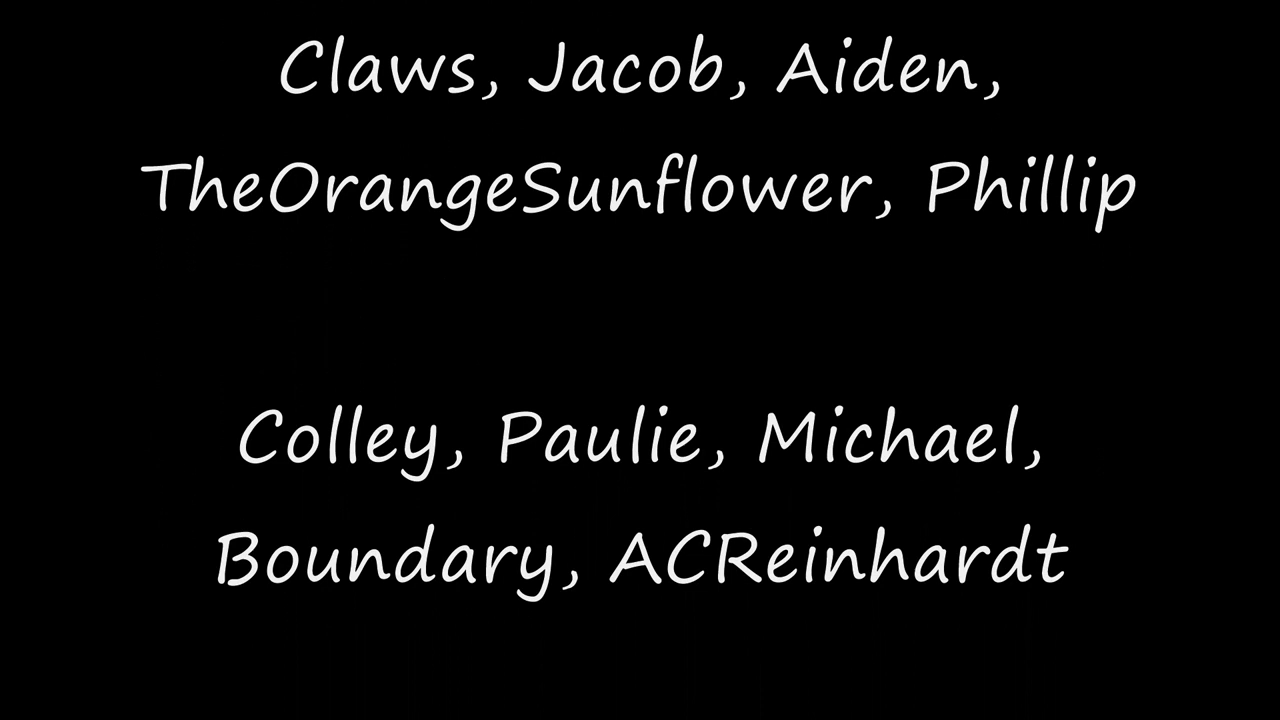 Claws, Jacob, Aiden,
TheOrangeSunflower, Phillip
Colley, Paulie, Michael,
Boundary, ACReinhardt